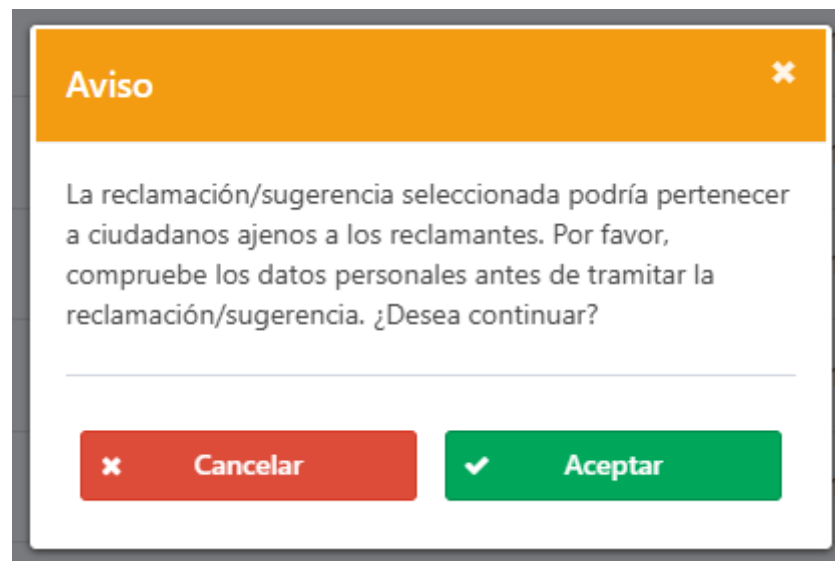 Aviso
La reclamación/sugerencia seleccionada podría pertenecer
a ciudadanos ajenos a los reclamantes. Por favor,
compruebe los datos personales antes de tramitar la
reclamación/sugerencia. ¿Desea continuar?
Cancelar
Aceptar